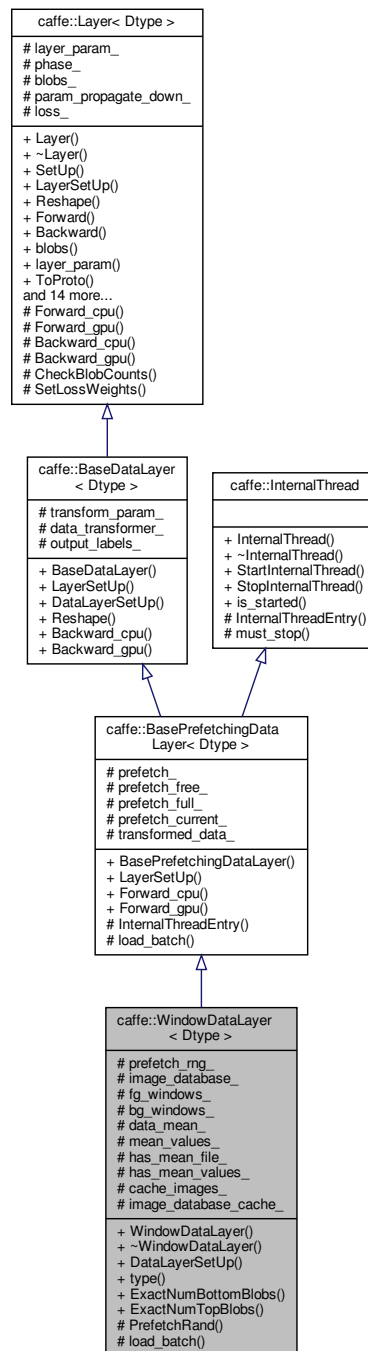 caffe::Layer< Dtype >
# layer_param_
# phase_
# blobs_
# param_propagate_down_
# loss_
+ Layer()
+ ~Layer()
+ SetUp()
+ LayerSetUp()
+ Reshape()
+ Forward()
+ Backward()
+ blobs()
+ layer_param()
+ ToProto()
and 14 more...
# Forward_cpu()
# Forward_gpu()
# Backward_cpu()
# Backward_gpu()
# CheckBlobCounts()
# SetLossWeights()
caffe::BaseDataLayer
< Dtype >
# transform_param_
# data_transformer_
# output_labels_
+ BaseDataLayer()
+ LayerSetUp()
+ DataLayerSetUp()
+ Reshape()
+ Backward_cpu()
+ Backward_gpu()
caffe::InternalThread
+ InternalThread()
+ ~InternalThread()
+ StartInternalThread()
+ StopInternalThread()
+ is_started()
# InternalThreadEntry()
# must_stop()
caffe::BasePrefetchingData
Layer< Dtype >
# prefetch_
# prefetch_free_
# prefetch_full_
# prefetch_current_
# transformed_data_
+ BasePrefetchingDataLayer()
+ LayerSetUp()
+ Forward_cpu()
+ Forward_gpu()
# InternalThreadEntry()
# load_batch()
caffe::WindowDataLayer
< Dtype >
# prefetch_rng_
# image_database_
# fg_windows_
# bg_windows_
# data_mean_
# mean_values_
# has_mean_file_
# has_mean_values_
# cache_images_
# image_database_cache_
+ WindowDataLayer()
+ ~WindowDataLayer()
+ DataLayerSetUp()
+ type()
+ ExactNumBottomBlobs()
+ ExactNumTopBlobs()
# PrefetchRand()
# load_batch()